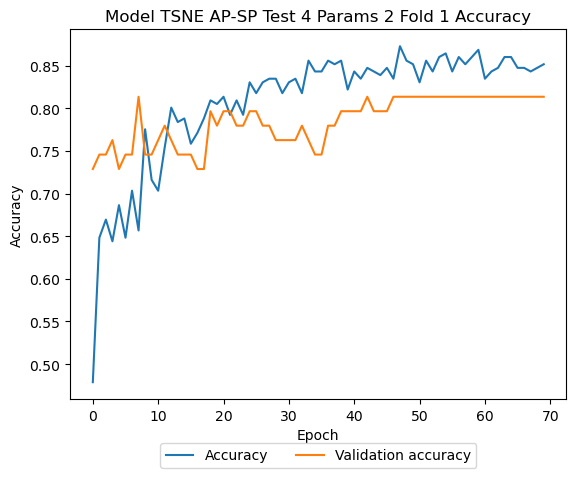 Model TSNE AP-SP Test 4 Params 2 Fold 1 Accuracy
0.85
0.80
0.75
0.70
0.65
0.60
0.55
0.50
Accuracy
0 10 20 30 40 50 60 70
Epoch
Accuracy Validation accuracy